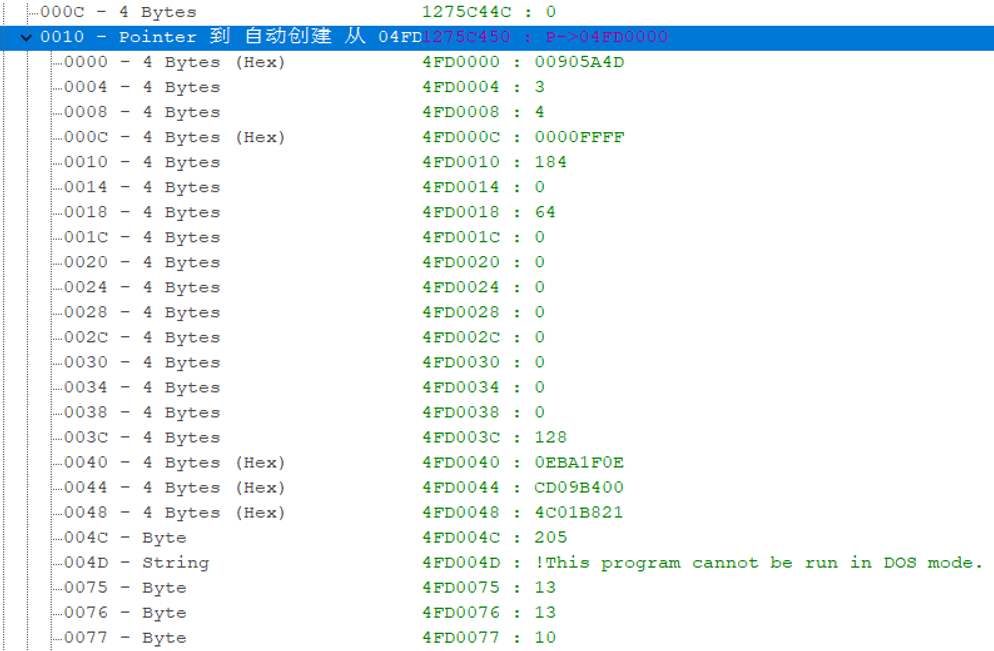 000C - 4 Bytes 1275C44C : 0
0010 - Pointer 到 自动创建 从 04FD1275C450 : P->04FD0000
0000 - 4 Bytes (Hex) 4FD0000 : 00905A4D
0004 - 4 Bytes 4FD0004 : 3
0008 - 4 Bytes 4FD0008 : 4
000C - 4 Bytes (Hex) 4FD000C : 0000FFFF
0010 - 4 Bytes 4FD0010 : 184
0014 - 4 Bytes 4FD0014 : 0
0018 - 4 Bytes 4FD0018 : 64
001C - 4 Bytes 4FD001C : 0
0020 - 4 Bytes 4FD0020 : 0
0024 - 4 Bytes 4FD0024 : 0
0028 - 4 Bytes 4FD0028 : 0
002C - 4 Bytes 4FD002C : 0
0030 - 4 Bytes 4FD0030 : 0
0034 - 4 Bytes 4FD0034 : 0
0038 - 4 Bytes 4FD0038 : 0
003C - 4 Bytes 4FD003C : 128
0040 - 4 Bytes (Hex) 4FD0040 : 0EBA1F0E
0044 - 4 Bytes (Hex) 4FD0044 : CD09B400
0048 - 4 Bytes (Hex) 4FD0048 : 4C01B821
004C - Byte 4FD004C : 205
004D - String 4FD004D : !This program cannot be run in DOS mode.
0075 - Byte 4FD0075 : 13
0076 - Byte 4FD0076 : 13
0077 - Byte 4FD0077 : 10